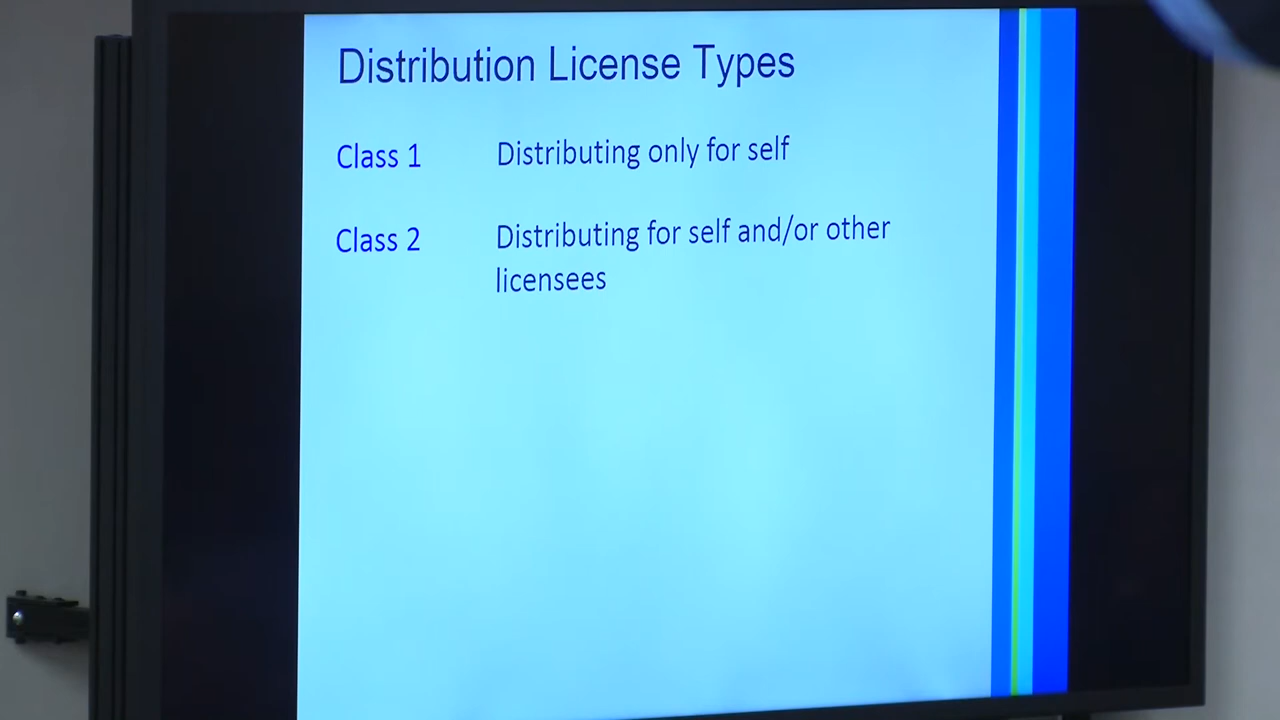 Distribution License Types
Class 1 Distributing only for self
Class 2 Distributing for self and/or other
licensees